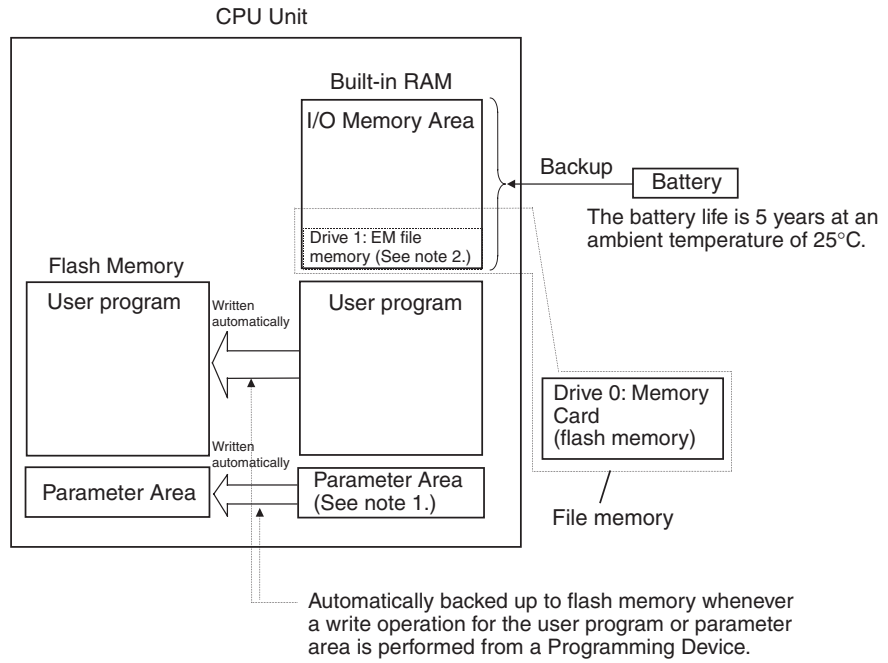 CPU Unit
Built-in RAM
I/O Memory Area
Backup
Battery
The battery life is 5 years at an
ambient temperature of 25°C.
Drive 1: EM file
memory (See note 2.)
Flash Memory
User program
Written
automatically
User program
Drive 0: Memory
Card
(flash memory)
Written
automatically
Parameter Area
Parameter Area
(See note 1.)
File memory
Automatically backed up to flash memory whenever
a write operation for the user program or parameter
area is performed from a Programming Device.